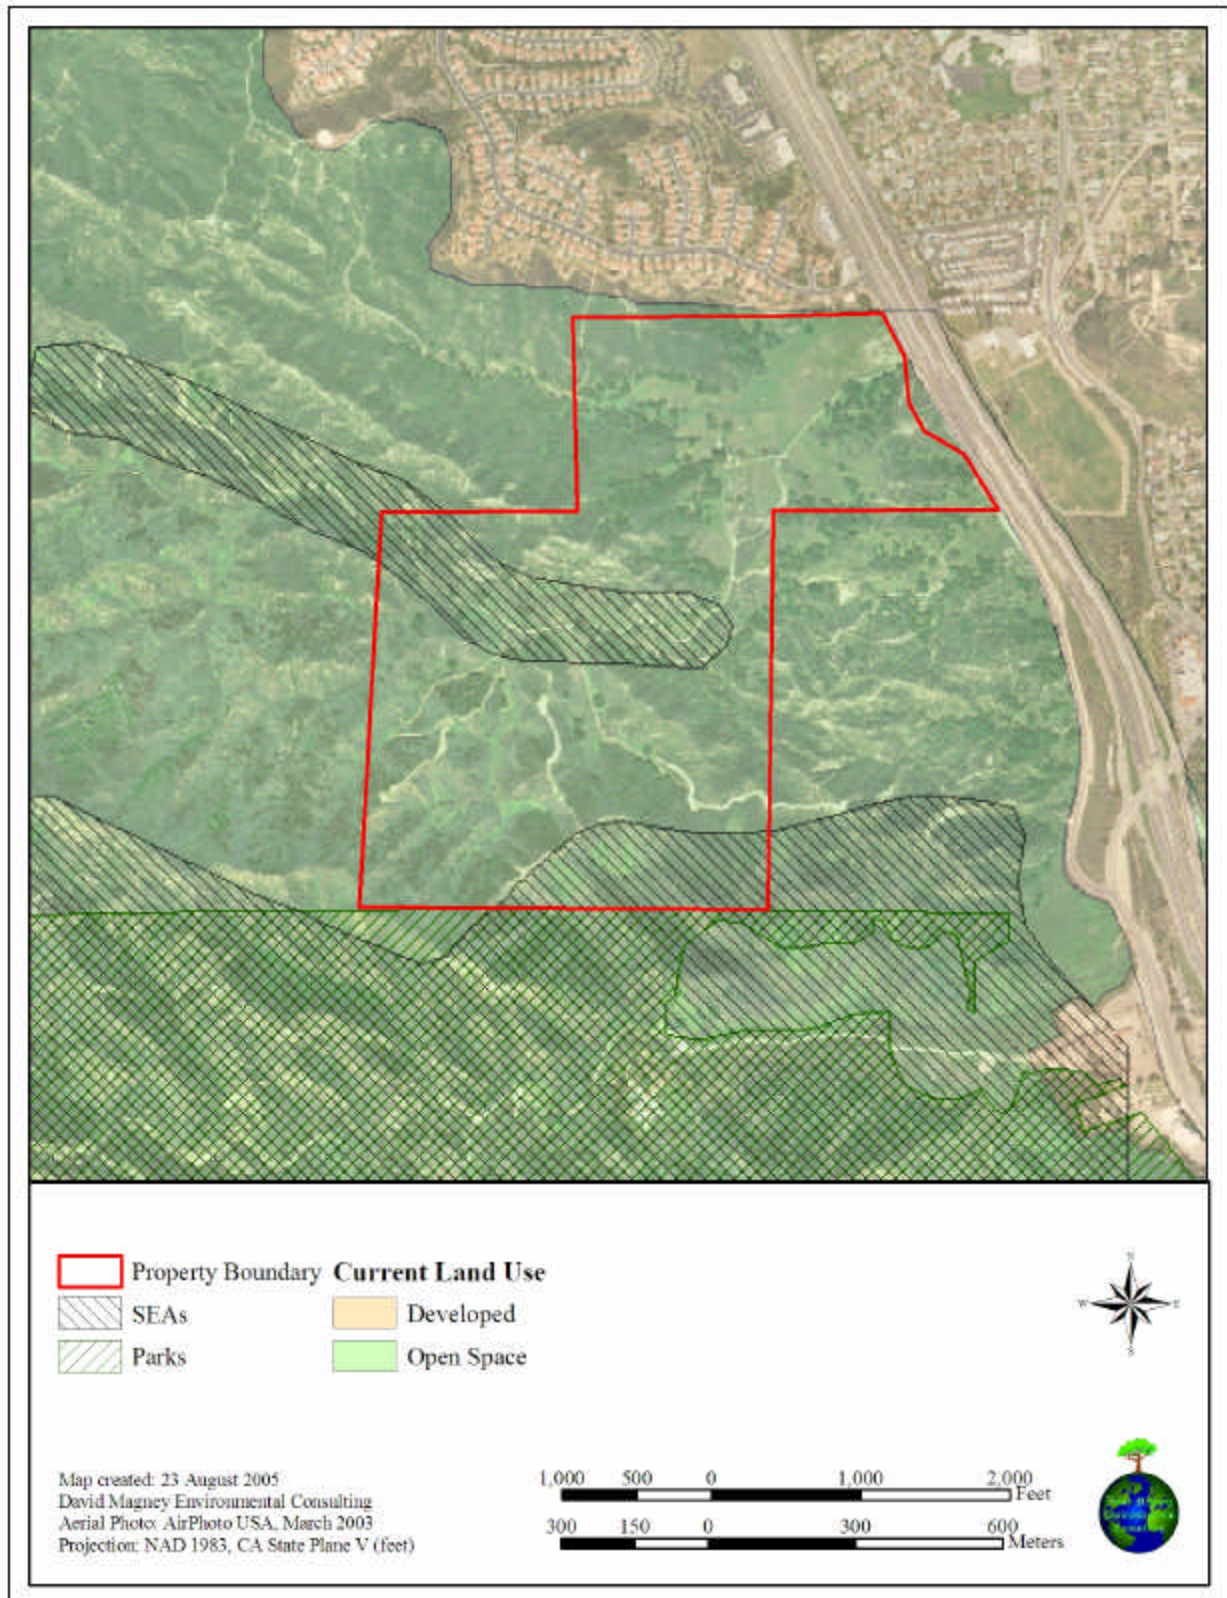 Property Boundary
SEAs
Parks
Current Land Use
Developed
Open Space
N
W E
S
Map created: 23 August 2005
David Magney Environmental Consulting
Aerial Photo: AirPhoto USA, March 2003
Projection: NAD 1983, CA State Plane V (feet)
1,000 500 0 1,000 2,000
Feet
300 150 0 300 600
Meters